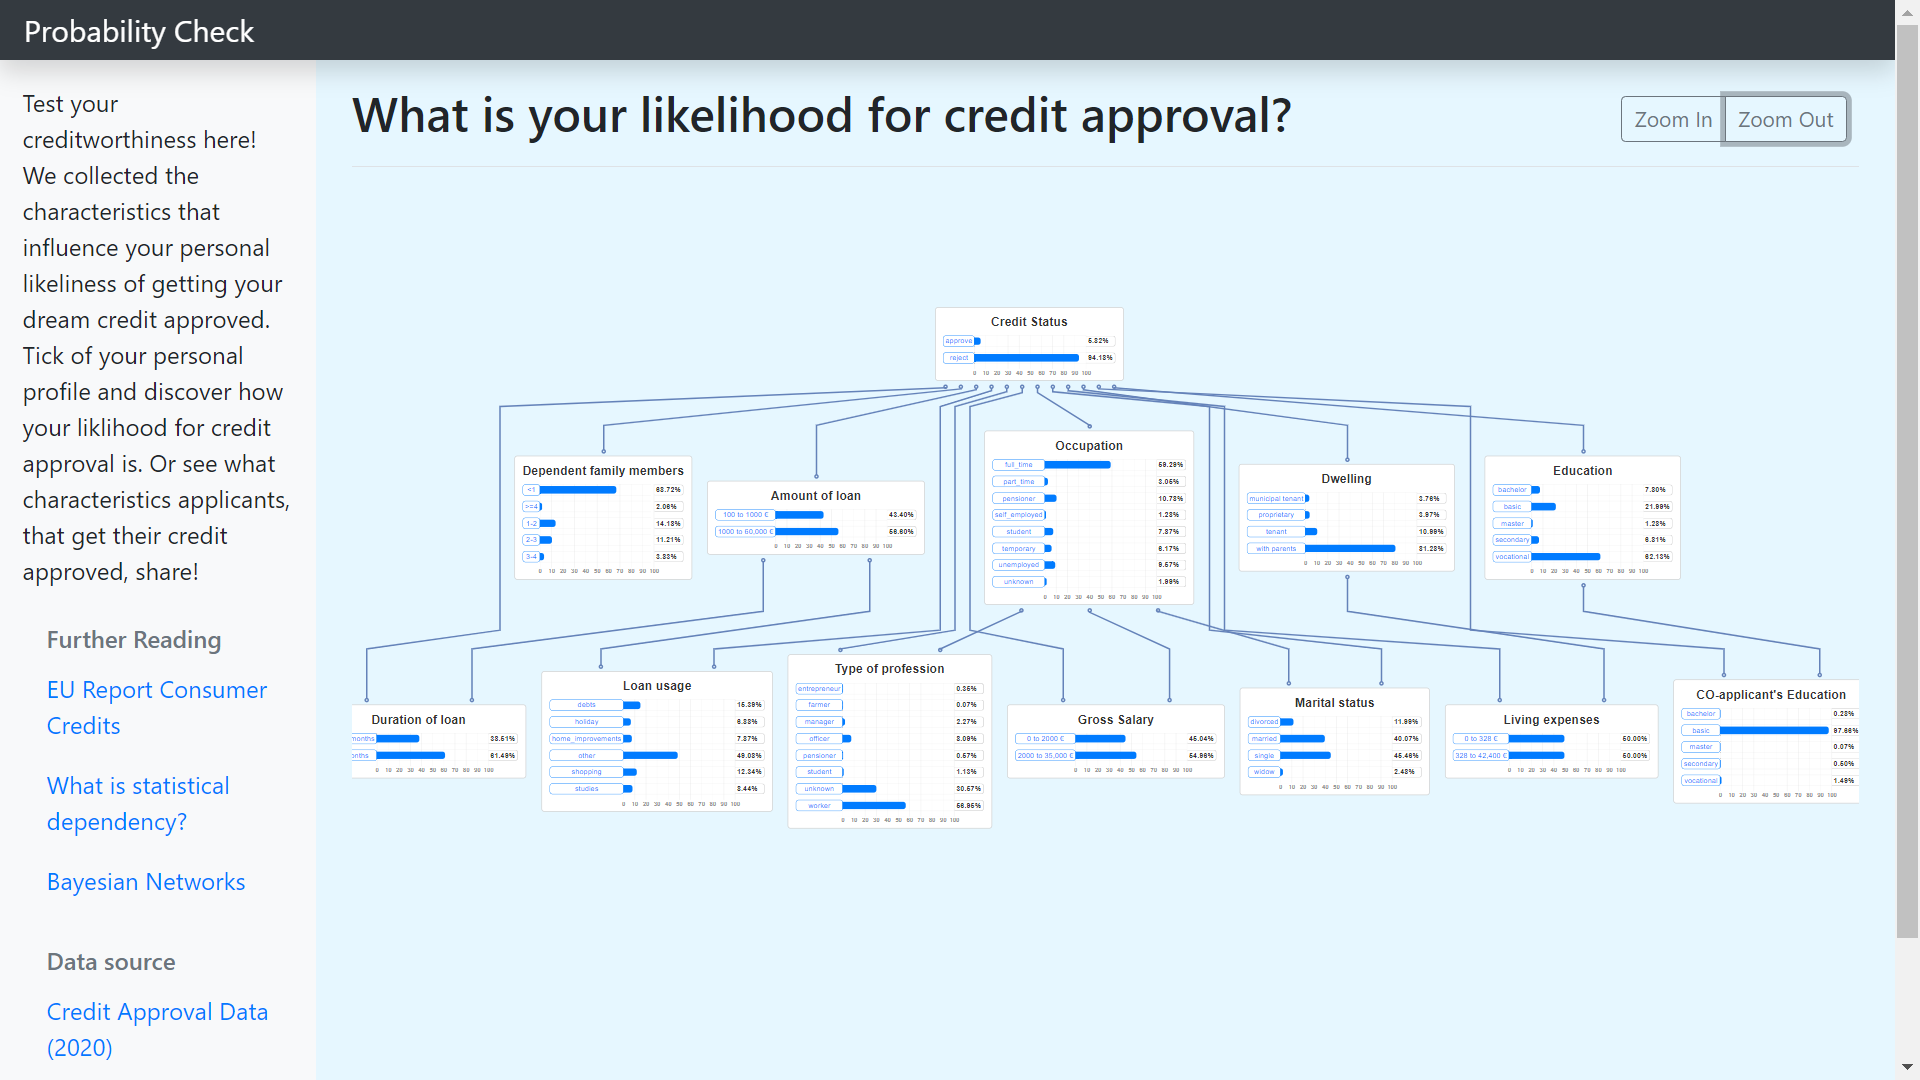 Probability Check
Test your
creditworthiness here!
We collected the
characteristics that
influence your personal
likeliness of getting your
dream credit approved.
Tick of your personal
profile and discover how
your liklihood for credit
approval is. Or see what
characteristics applicants,
that get their credit
approved, share!
Further Reading
EU Report Consumer
Credits
What is statistical
dependency?
Bayesian Networks
Data source
Credit Approval Data
(2020)
What is your likelihood for credit approval?
Zoom In
Zoom Out
Credit Status
approve 5.82%
reject 94.18%
0 10 20 30 40 50 60 70 80 90 100
Dependent family members
<1 68.72%
>=4 2.06%
1-2 14.18%
2-3 11.21%
3-4 3.83%
0 10 20 30 40 50 60 70 80 90 100
Amount of loan
100 to 1000 € 43.40%
1000 to 60,000 € 56.60%
0 10 20 30 40 50 60 70 80 90 100
Occupation
full_time 59.29%
part_time 3.05%
pensioner 10.78%
self_employed 1.28%
student 7.87%
temporary 6.17%
unemployed 9.57%
unknown 1.99%
0 10 20 30 40 50 60 70 80 90 100
Dwelling
municipal tenant 3.76%
proprietary 3.97%
tenant 10.99%
with parents 81.28%
0 10 20 30 40 50 60 70 80 90 100
Education
bachelor 7.80%
basic 21.99%
master 1.28%
secondary 6.81%
vocational 62.13%
0 10 20 30 40 50 60 70 80 90 100
Duration of loan
months 38.51%
onths 61.49%
0 10 20 30 40 50 60 70 80 90 100
Loan usage
debts 15.39%
holiday 6.88%
home_improvements 7.87%
other 49.08%
shopping 12.34%
studies 8.44%
0 10 20 30 40 50 60 70 80 90 100
Type of profession
entrepreneur 0.35%
farmer 0.07%
manager 2.27%
officer 8.09%
pensioner 0.57%
student 1.13%
unknown 30.57%
worker 56.95%
0 10 20 30 40 50 60 70 80 90 100
Gross Salary
0 to 2000 € 45.04%
2000 to 35,000 € 54.96%
0 10 20 30 40 50 60 70 80 90 100
Marital status
divorced 11.99%
married 40.07%
single 45.46%
widow 2.48%
0 10 20 30 40 50 60 70 80 90 100
Living expenses
0 to 328 € 50.00%
328 to 42,400 € 50.00%
0 10 20 30 40 50 60 70 80 90 100
CO-applicant's Education
bachelor 0.28%
basic 97.66%
master 0.07%
secondary 0.50%
vocational 1.49%
0 10 20 30 40 50 60 70 80 90 100